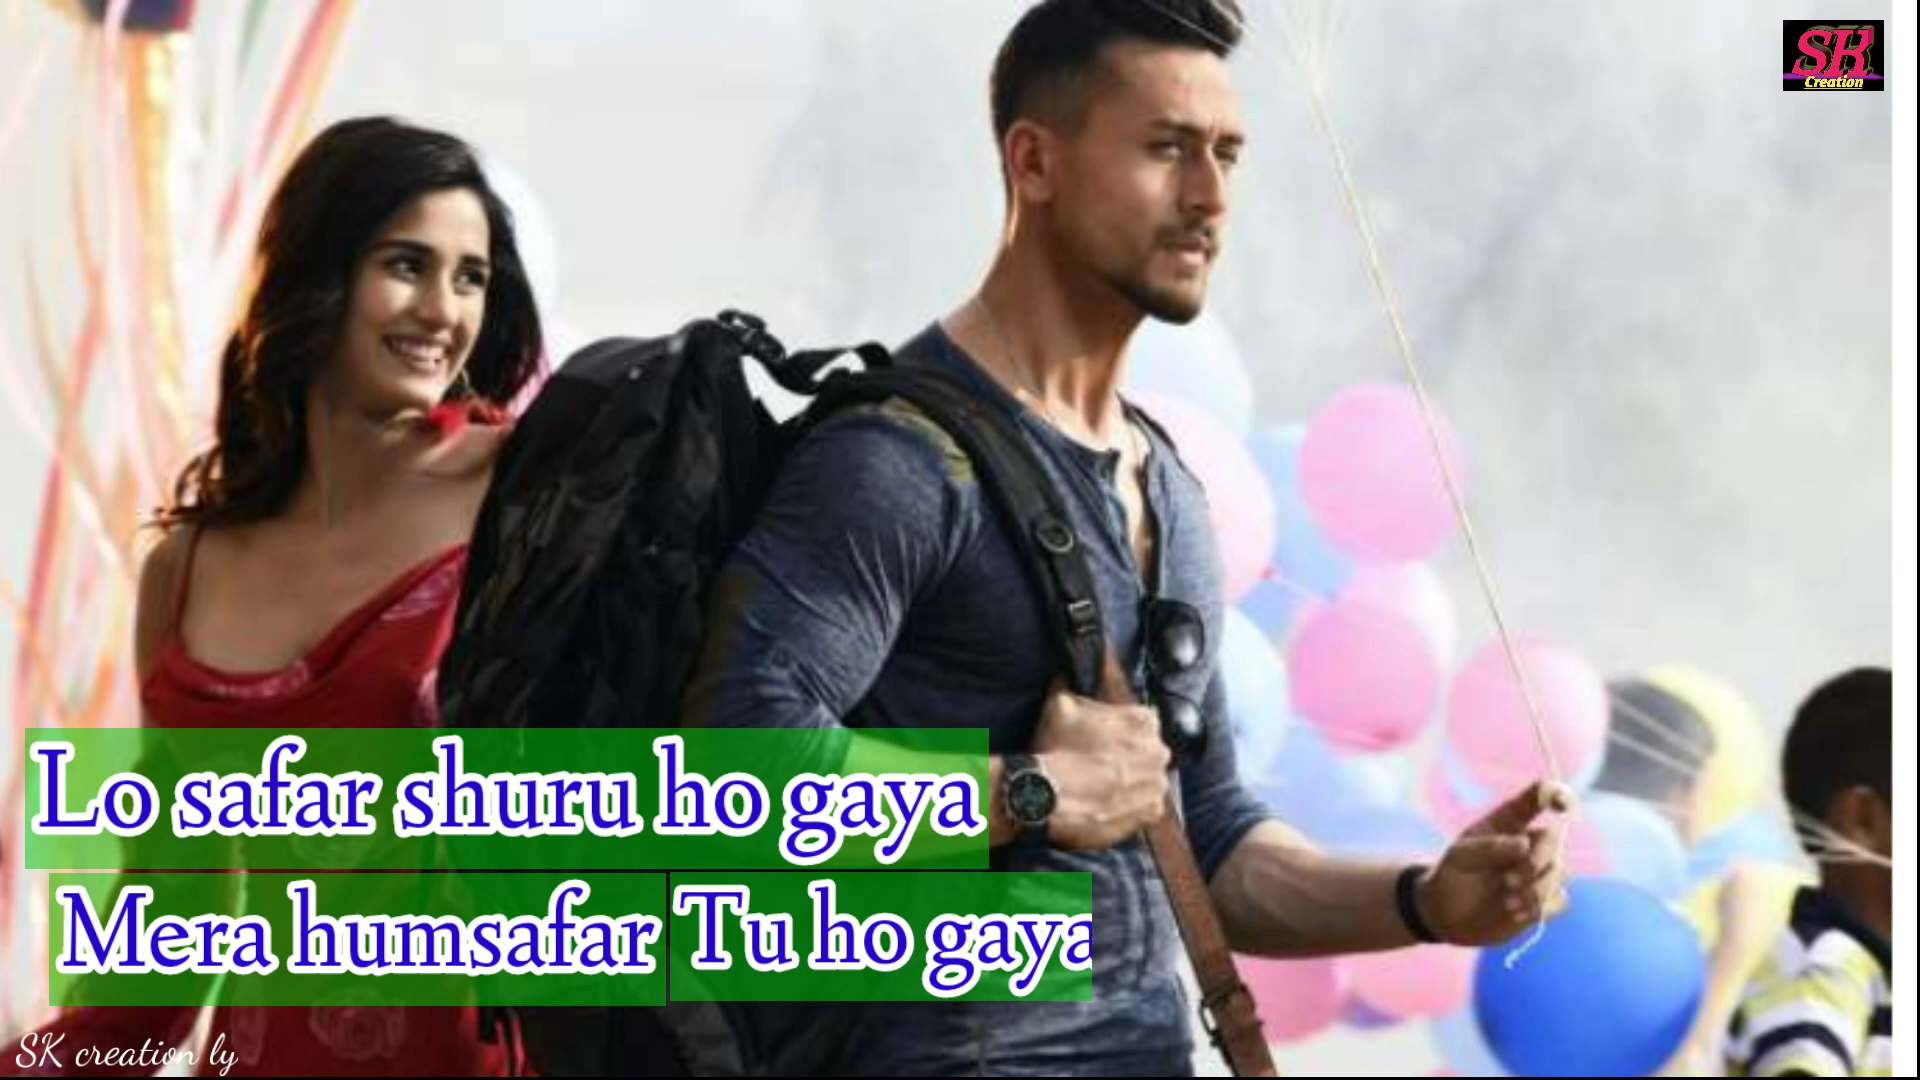 SK
Creation
Lo safar shuru ho gaya
Mera humsafar Tu ho gaya
SK creation ly